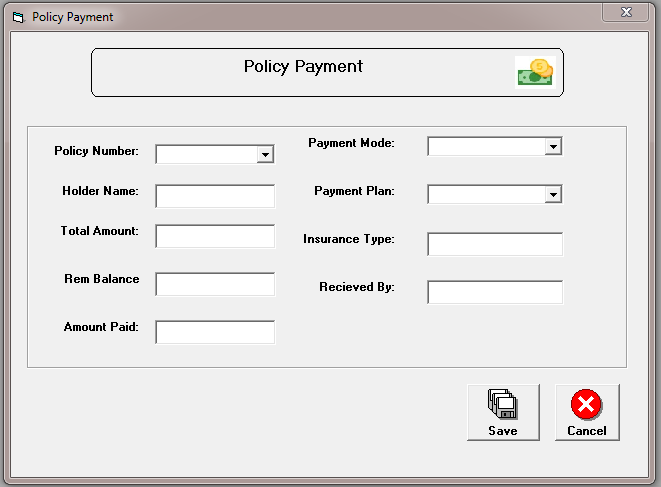 Policy Payment
Policy Payment
Policy Number:
Payment Mode:
Holder Name:
Payment Plan:
Total Amount:
Insurance Type:
Rem Balance
Recieved By:
Amount Paid:
Save
Cancel